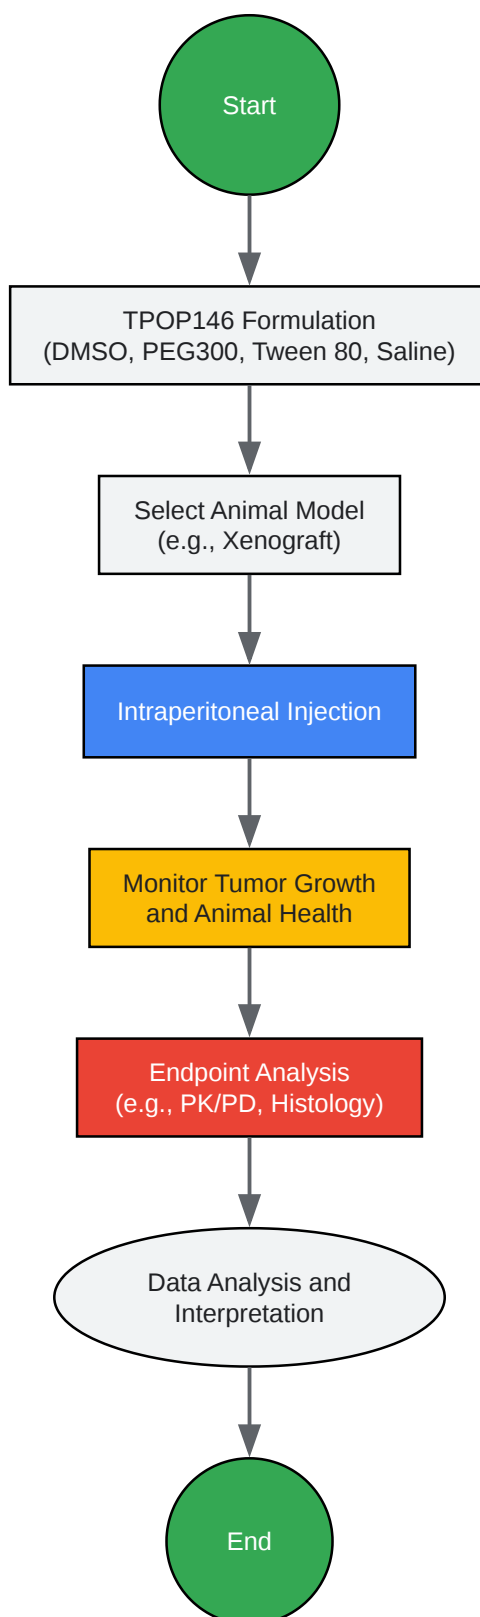 Start
TPOP146 Formulation
(DMSO, PEG300, Tween 80, Saline)
Select Animal Model
(e.g., Xenograft)
Intraperitoneal Injection
Monitor Tumor Growth
and Animal Health
Endpoint Analysis
(e.g., PK/PD, Histology)
Data Analysis and
Interpretation
End